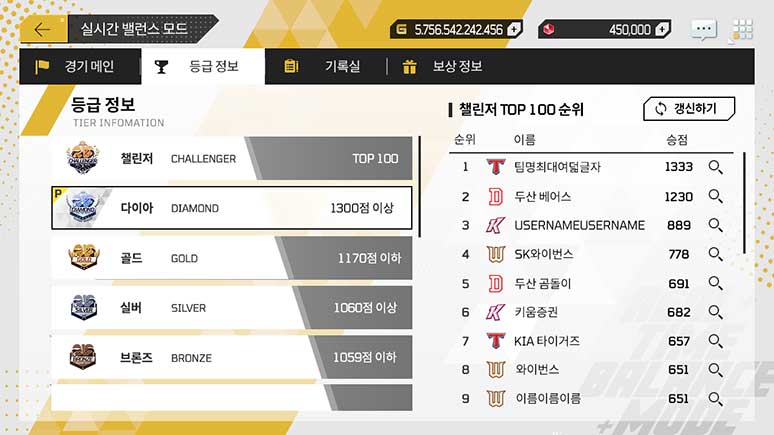 실시간 밸런스 모드
5,756,542,242,456
450,000
경기 메인
등급 정보
기록실
보상 정보
등급 정보
TIER INFOMATION
챌린저 CHALLENGER TOP 100
다이아 DIAMOND 1300점 이상
골드 GOLD 1170점 이하
실버 SILVER 1060점 이상
브론즈 BRONZE 1059점 이하
챌린저 TOP 100 순위
갱신하기
순위 이름 승점
1 팀명최대여덟글자 1333
2 두산 베어스 1230
3 USERNAMEUSERNAME 889
4 SK와이번스 778
5 두산 곰돌이 691
6 키움증권 682
7 KIA 타이거즈 657
8 와이번스 651
9 이름이름이름 651
REAL
TIME
BALANCE
+MODE